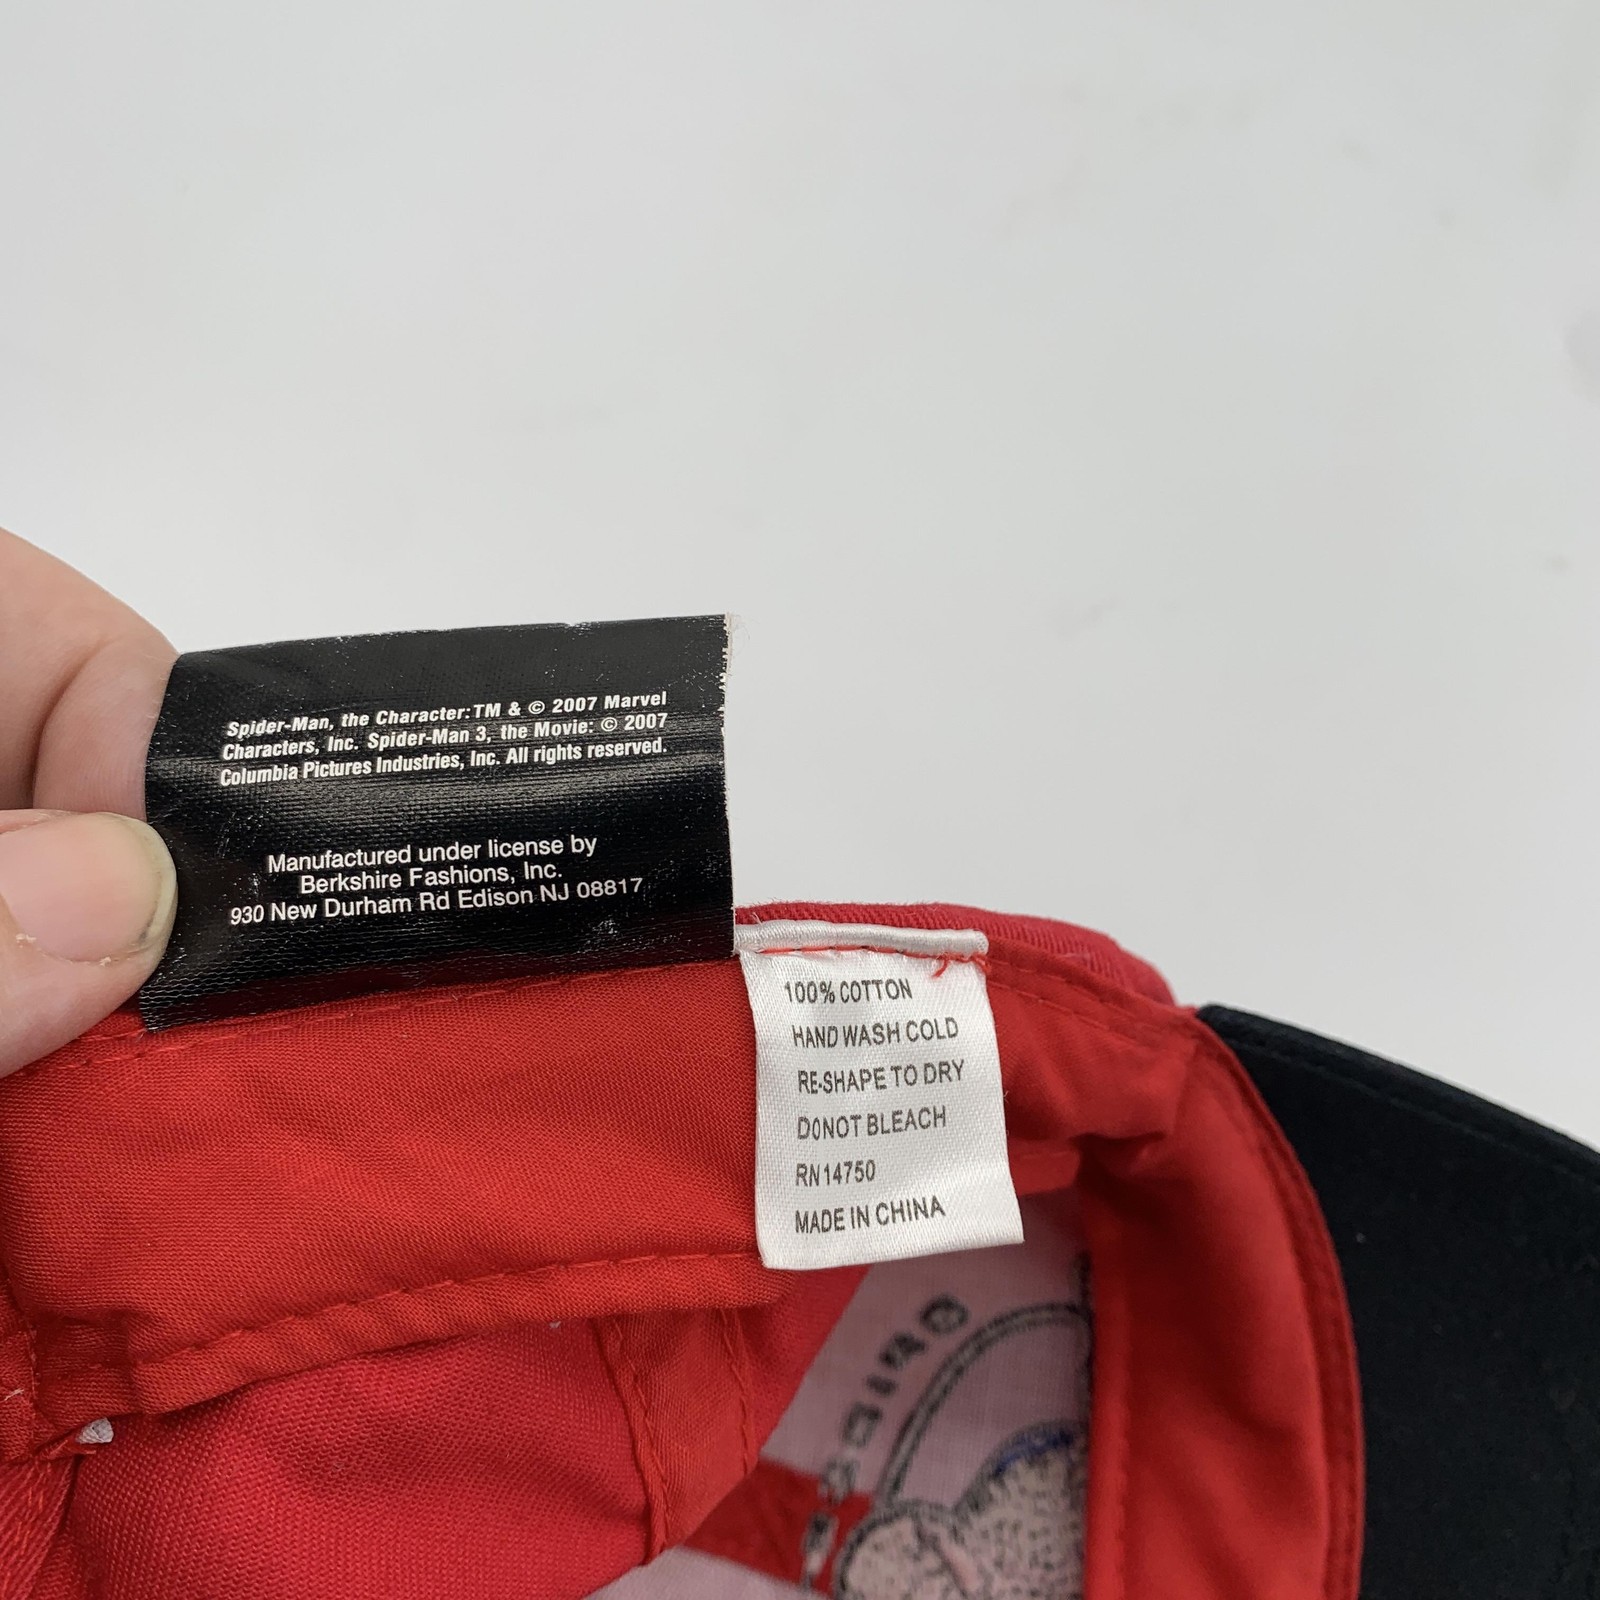 Spider-Man, the Character: TM & © 2007 Marvel
Characters, Inc. Spider-Man 3, the Movie: © 2007
Columbia Pictures Industries, Inc. All rights reserved.
Manufactured under license by
Berkshire Fashions, Inc.
930 New Durham Rd Edison NJ 08817
100% COTTON
HAND WASH COLD
RE-SHAPE TO DRY
DO NOT BLEACH
RN 14750
MADE IN CHINA